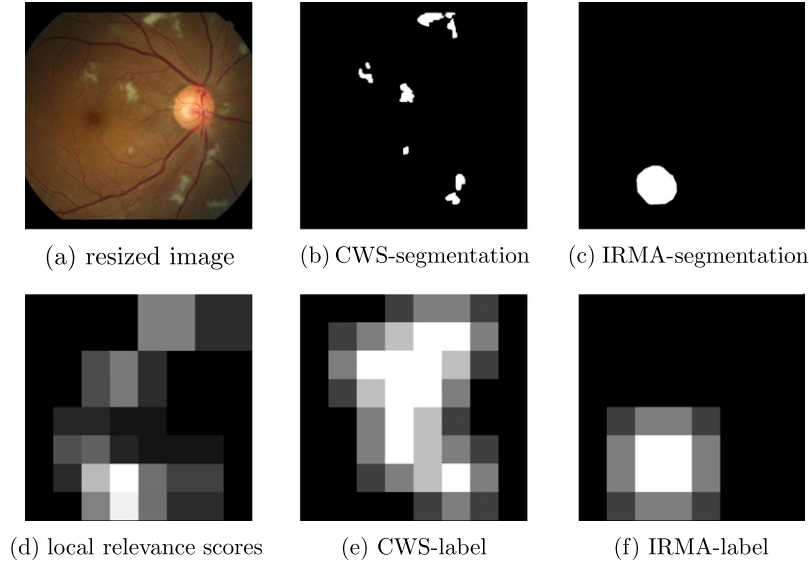 (a) resized image
(b) CWS-segmentation
(c) IRMA-segmentation
(d) local relevance scores
(e) CWS-label
(f) IRMA-label